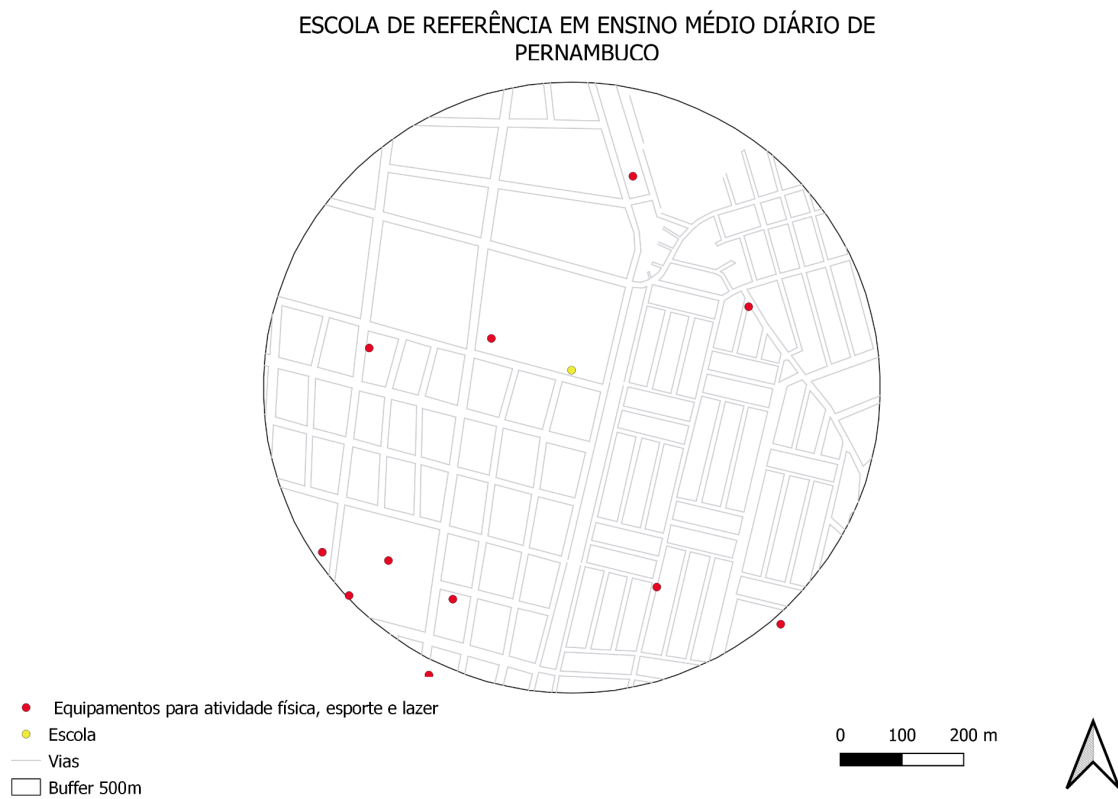 ESCOLA DE REFERÊNCIA EM ENSINO MÉDIO DIÁRIO DE
PERNAMBUCO
Equipamentos para atividade física, esporte e lazer
Escola
Vias
Buffer 500m
0 100 200 m